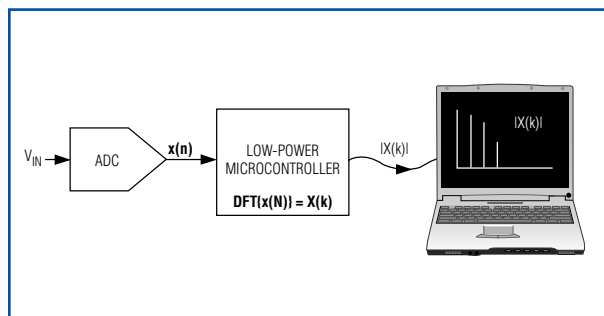 V_IN
ADC
x(n)
LOW-POWER
MICROCONTROLLER
DFT{x(N)} = X(k)
|X(k)|
|X(k)|